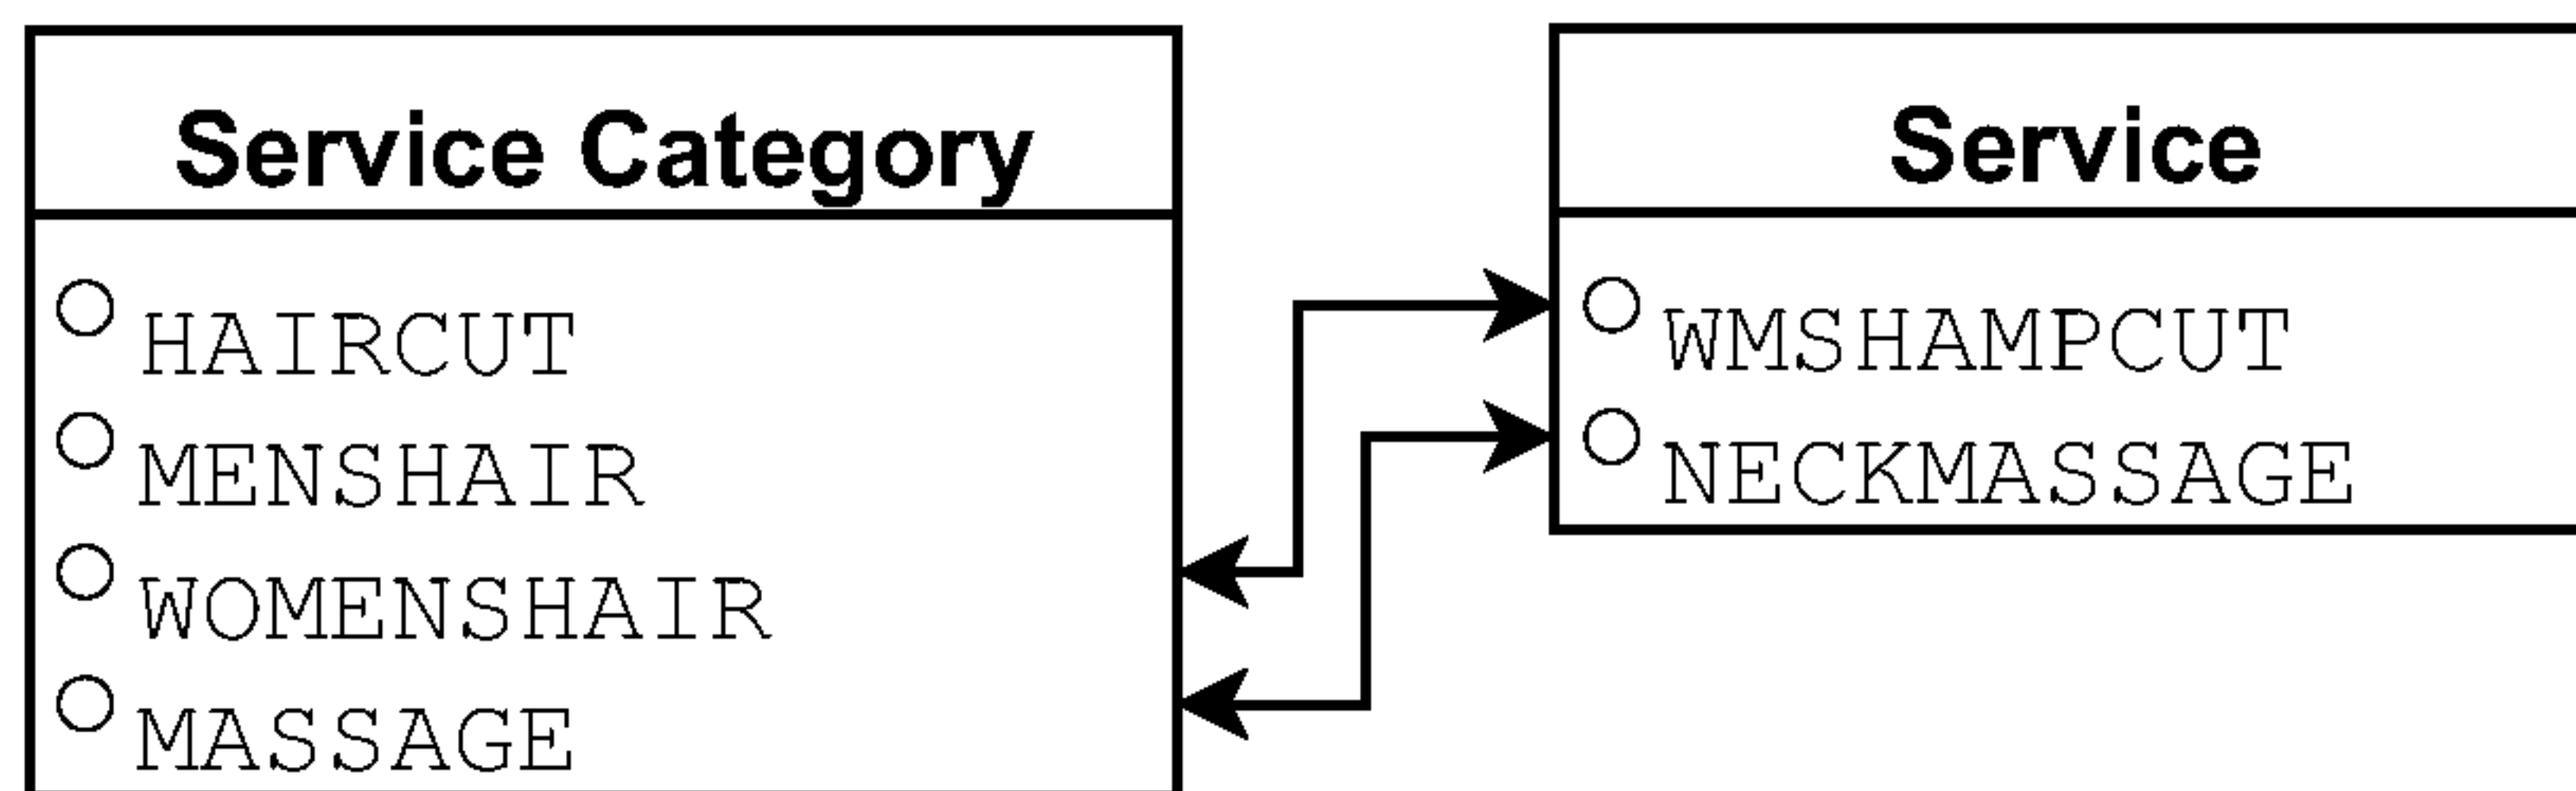 Service Category
HAIRCUT
MENSHAIR
WOMENSHAIR
MASSAGE
Service
WMSHAMPCUT
NECKMASSAGE